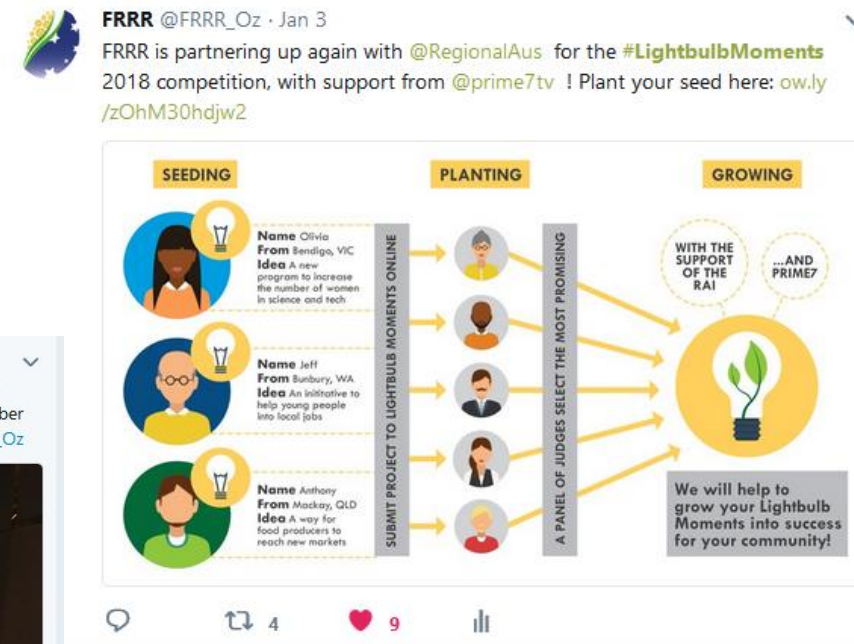 FRRR @FRRR_Oz · Jan 3
FRRR is partnering up again with @RegionalAus for the #LightbulbMoments
2018 competition, with support from @prime7tv ! Plant your seed here: ow.ly
/zOhM30hdjw2
SEEDING
Name Olivia
From Bendigo, VIC
Idea A new
program to increase
the number of women
in science and tech
Name Jeff
From Bunbury, WA
Idea An inititative to
help young people
into local jobs
Name Anthony
From Mackay, QLD
Idea A way for
food producers to
reach new markets
SUBMIT PROJECT TO LIGHTBULB MOMENTS ONLINE
PLANTING
A PANEL OF JUDGES SELECT THE MOST PROMISING
GROWING
WITH THE
SUPPORT
OF THE
RAI
...AND
PRIME7
We will help to
grow your Lightbulb
Moments into success
for your community!
4
9
ber
_Oz